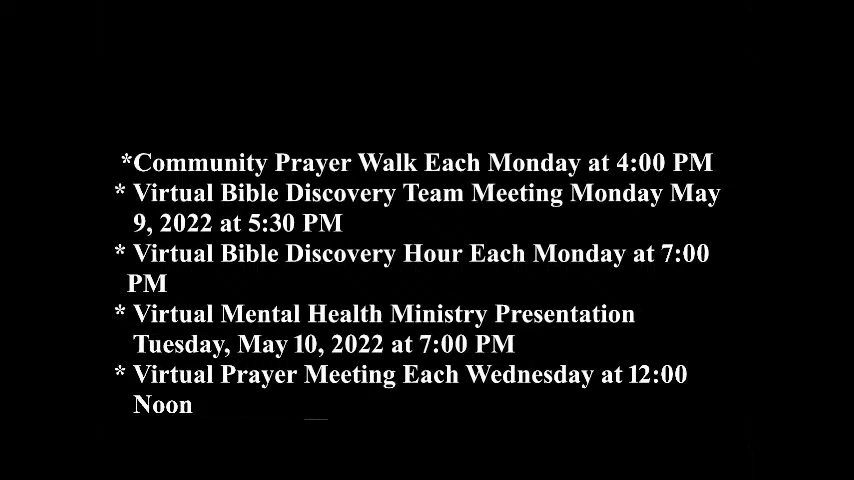 *Community Prayer Walk Each Monday at 4:00 PM
* Virtual Bible Discovery Team Meeting Monday May
9, 2022 at 5:30 PM
* Virtual Bible Discovery Hour Each Monday at 7:00
PM
* Virtual Mental Health Ministry Presentation
Tuesday, May 10, 2022 at 7:00 PM
* Virtual Prayer Meeting Each Wednesday at 12:00
Noon